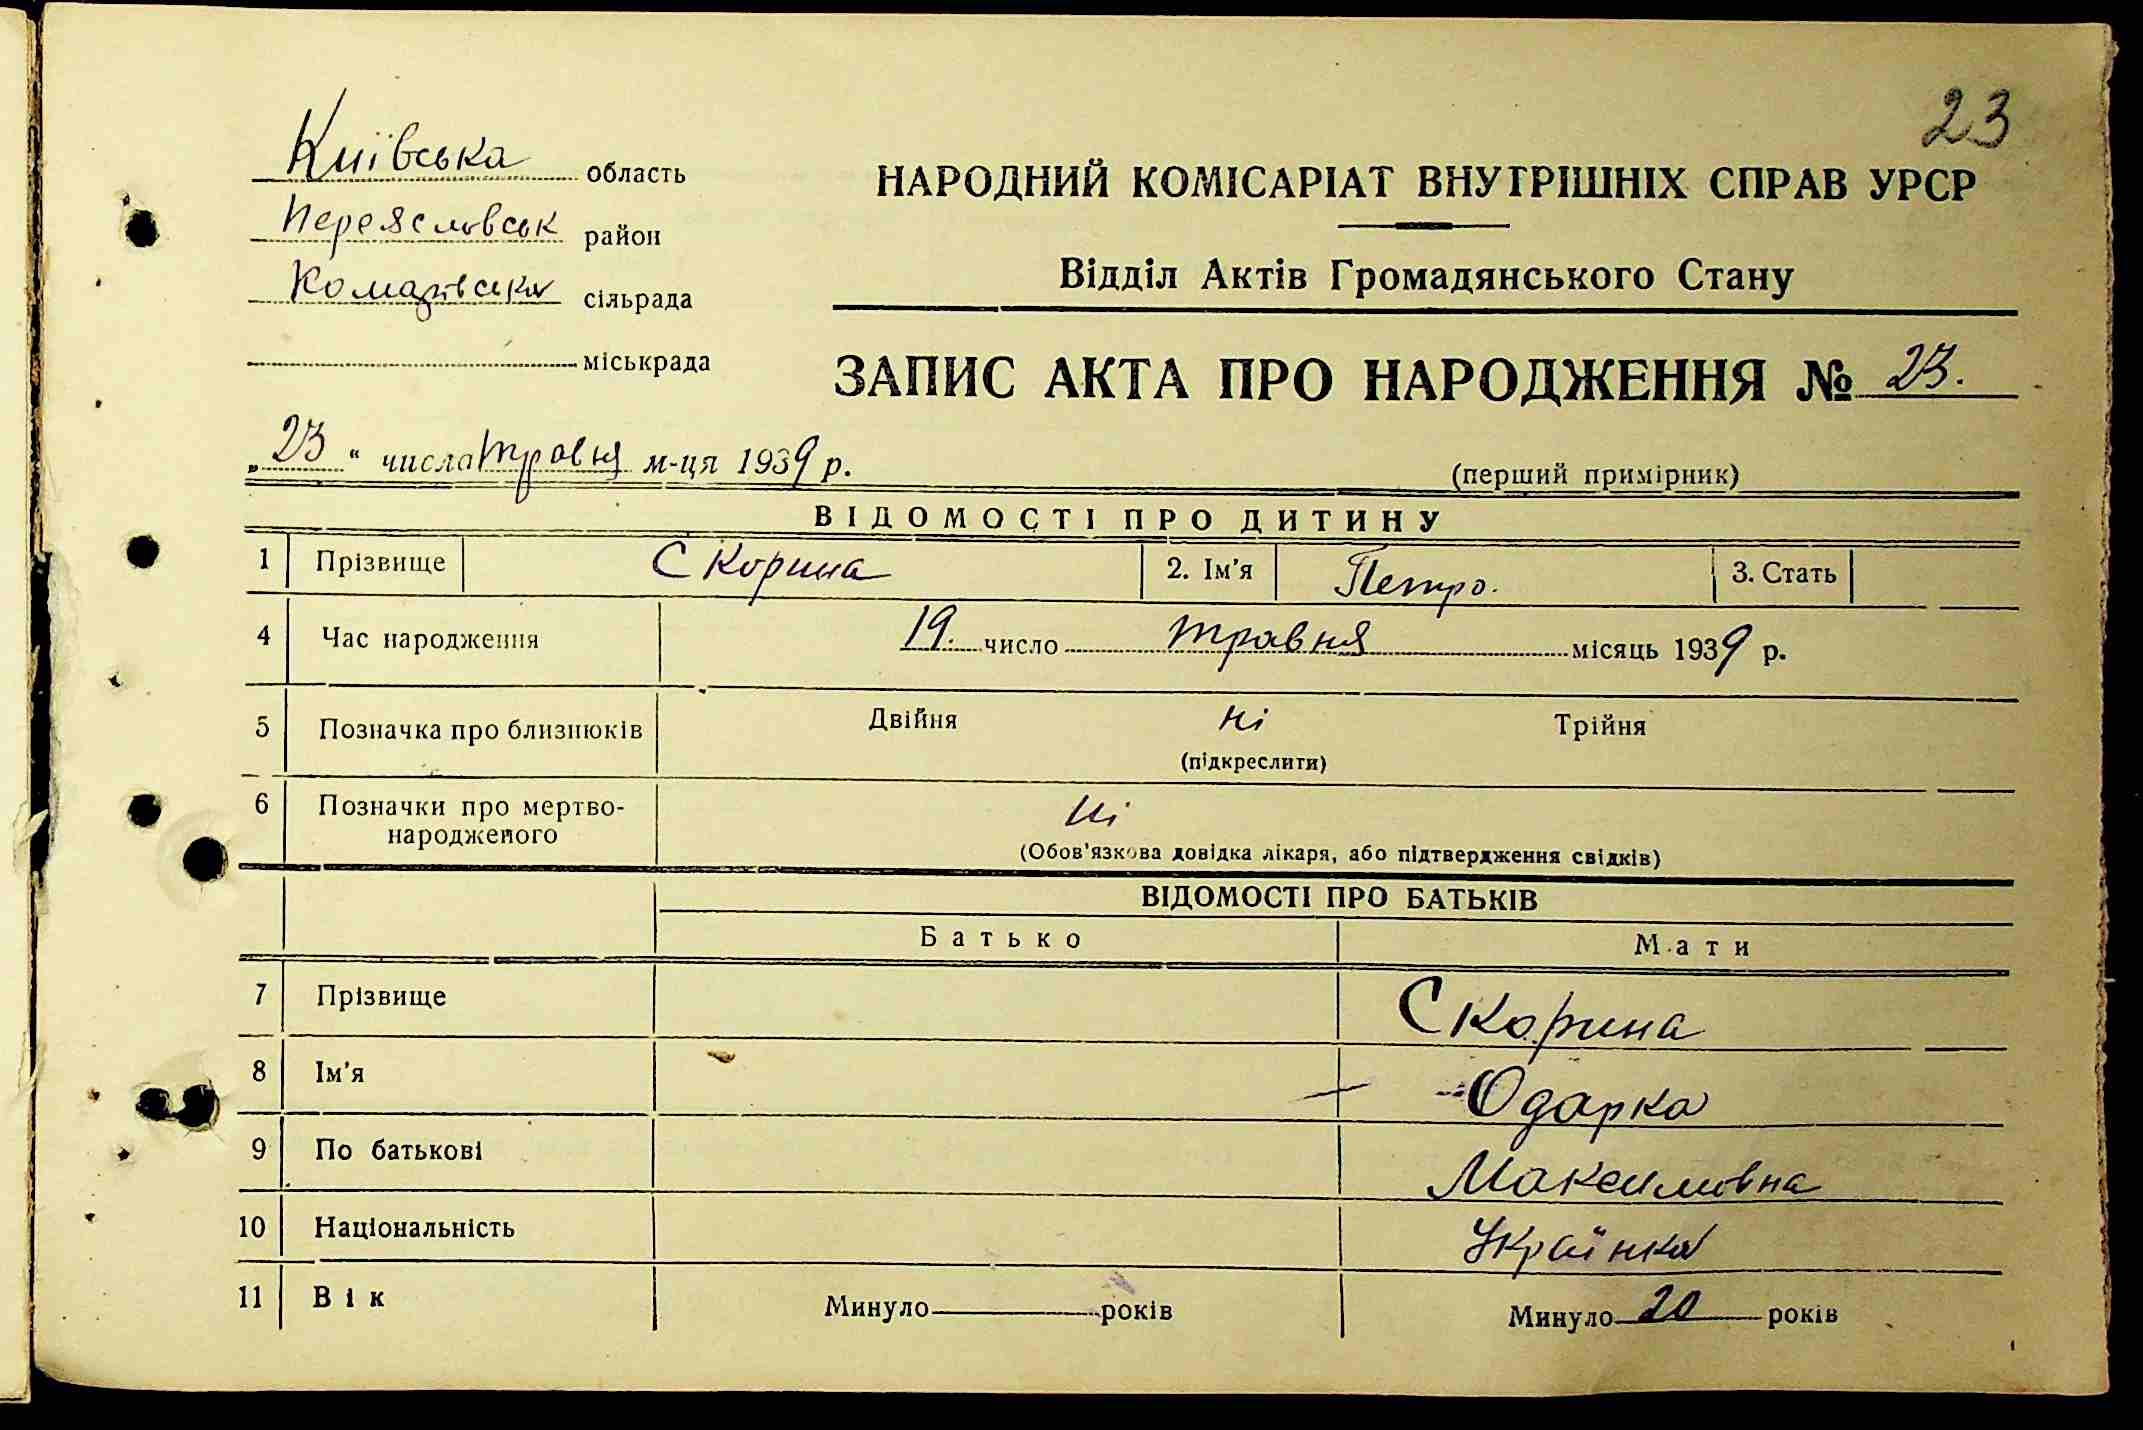 23
Київська область
Переяславськ район
сільрада
міськрада
НАРОДНИЙ КОМІСАРІАТ ВНУТРІШНІХ СПРАВ УРСР
Відділ Актів Громадянського Стану
ЗАПИС АКТА ПРО НАРОДЖЕННЯ № 23.
„23“ числа травня м-ця 1939 р.
(перший примірник)
ВІДОМОСТІ ПРО ДИТИНУ
1 Прізвище Скорина 2. Ім'я Петро. 3. Стать
4 Час народження 19. число травня місяць 1939 р.
5 Позначка про близнюків Двійня ні Трійня
(підкреслити)
6 Позначки про мертво-
народженого ні
(Обов'язкова довідка лікаря, або підтвердження свідків)
ВІДОМОСТІ ПРО БАТЬКІВ
Батько Мати
7 Прізвище Скорина
8 Ім'я Одарка
9 По батькові Максимовна
10 Національність Українка
11 Вік Минуло років Минуло 20 років